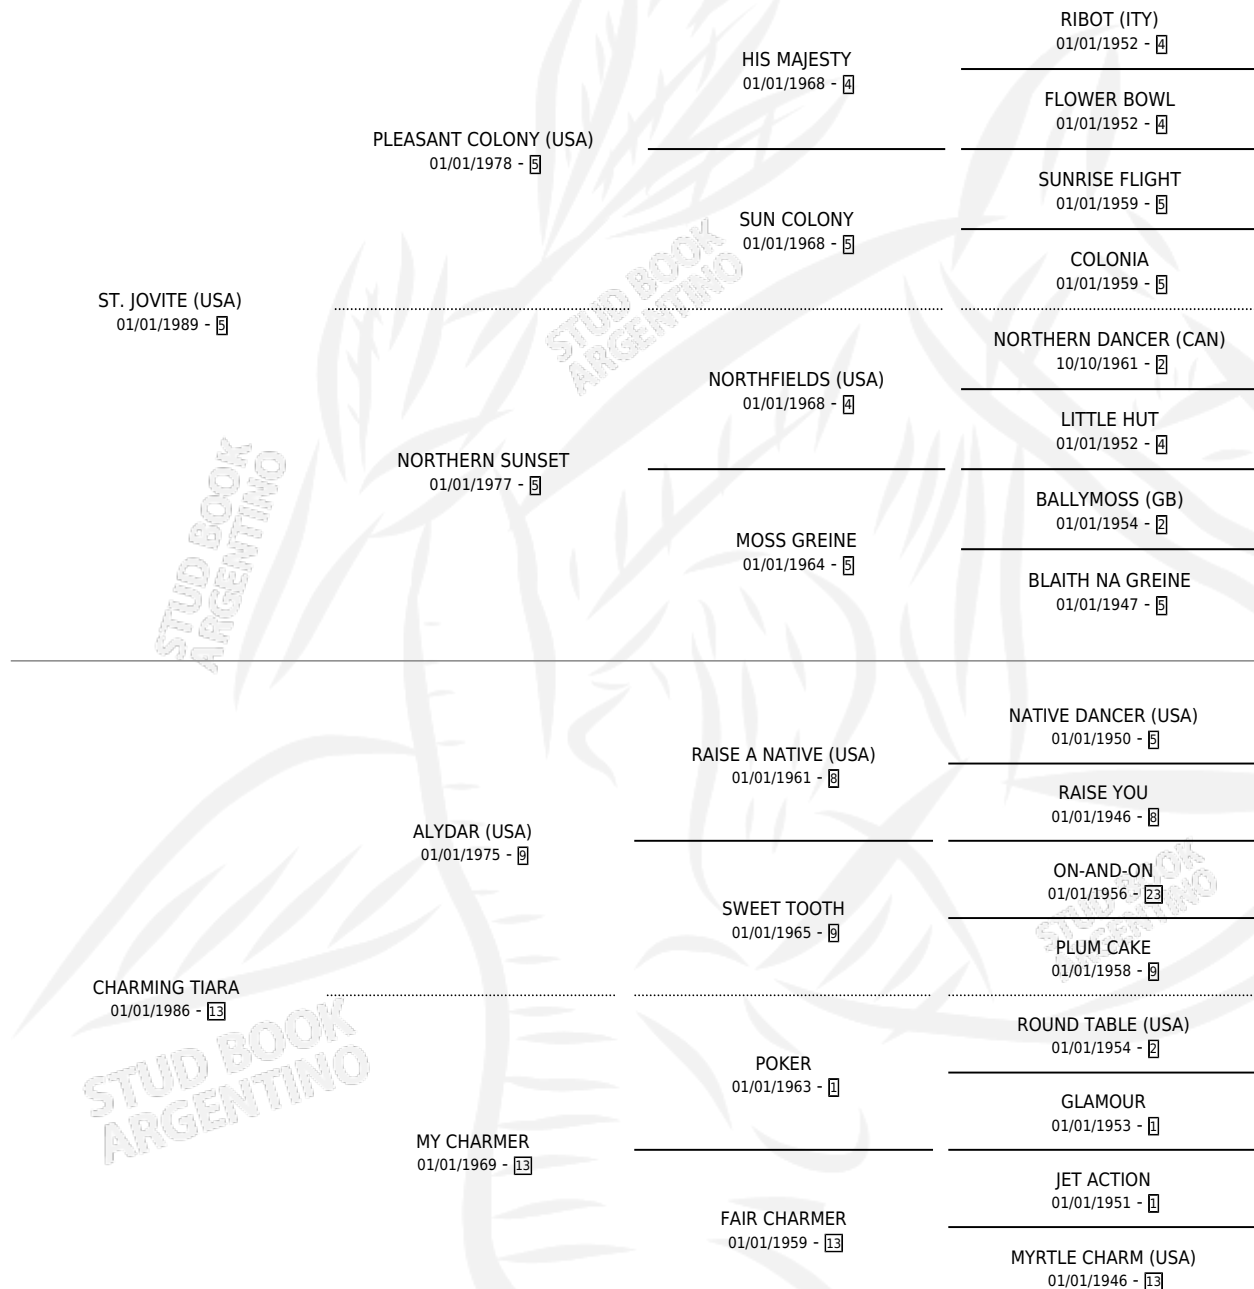 RIBOT (ITY)
01/01/1952 - 4
HIS MAJESTY
01/01/1968 - 4
FLOWER BOWL
01/01/1952 - 4
PLEASANT COLONY (USA)
01/01/1978 - 5
SUNRISE FLIGHT
01/01/1959 - 5
SUN COLONY
01/01/1968 - 5
COLONIA
01/01/1959 - 5
ST. JOVITE (USA)
01/01/1989 - 5
STUD BOOK
ARGENTINO
NORTHERN DANCER (CAN)
10/10/1961 - 2
NORTHFIELDS (USA)
01/01/1968 - 4
LITTLE HUT
01/01/1952 - 4
NORTHERN SUNSET
01/01/1977 - 5
BALLYMOSS (GB)
01/01/1954 - 2
MOSS GREINE
01/01/1964 - 5
BLAITH NA GREINE
01/01/1947 - 5
STUD BOOK
ARGENTINO
NATIVE DANCER (USA)
01/01/1950 - 5
RAISE A NATIVE (USA)
01/01/1961 - 8
RAISE YOU
01/01/1946 - 8
ALYDAR (USA)
01/01/1975 - 9
ON-AND-ON
01/01/1956 - 23
SWEET TOOTH
01/01/1965 - 9
STUD BOOK
ARGENTINO
PLUM CAKE
01/01/1958 - 9
CHARMING TIARA
01/01/1986 - 13
STUD BOOK
ARGENTINO
ROUND TABLE (USA)
01/01/1954 - 2
POKER
01/01/1963 - 1
GLAMOUR
01/01/1953 - 1
MY CHARMER
01/01/1969 - 13
JET ACTION
01/01/1951 - 1
FAIR CHARMER
01/01/1959 - 13
MYRTLE CHARM (USA)
01/01/1946 - 13